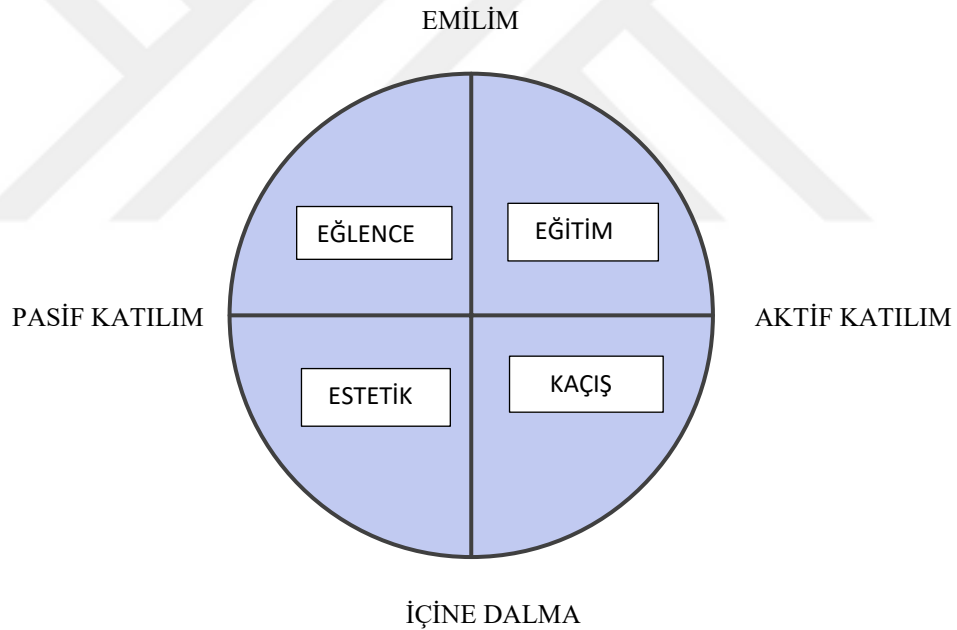 EMİLİM
EĞLENCE
EĞİTİM
PASİF KATILIM
AKTİF KATILIM
ESTETİK
KAÇIŞ
İÇİNE DALMA